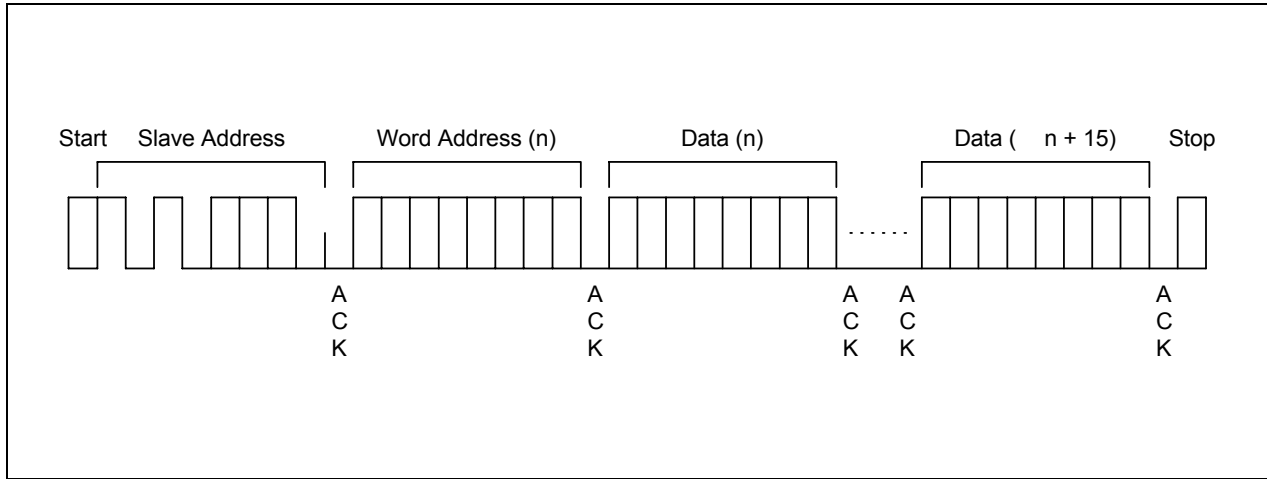 Start Slave Address Word Address (n) Data (n) Data ( n + 15) Stop
......
A A A A A
C C C C C
K K K K K